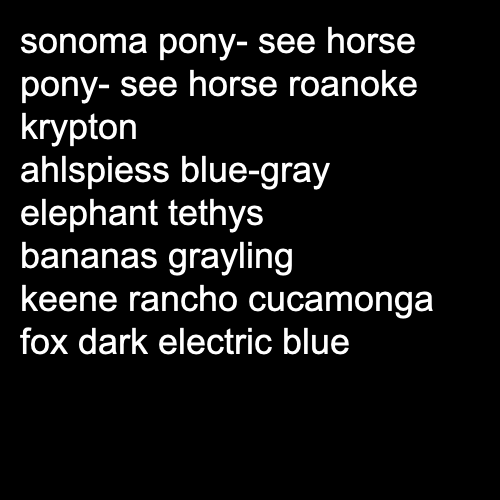 sonoma pony- see horse
pony- see horse roanoke
krypton
ahlspiess blue-gray
elephant tethys
bananas grayling
keene rancho cucamonga
fox dark electric blue